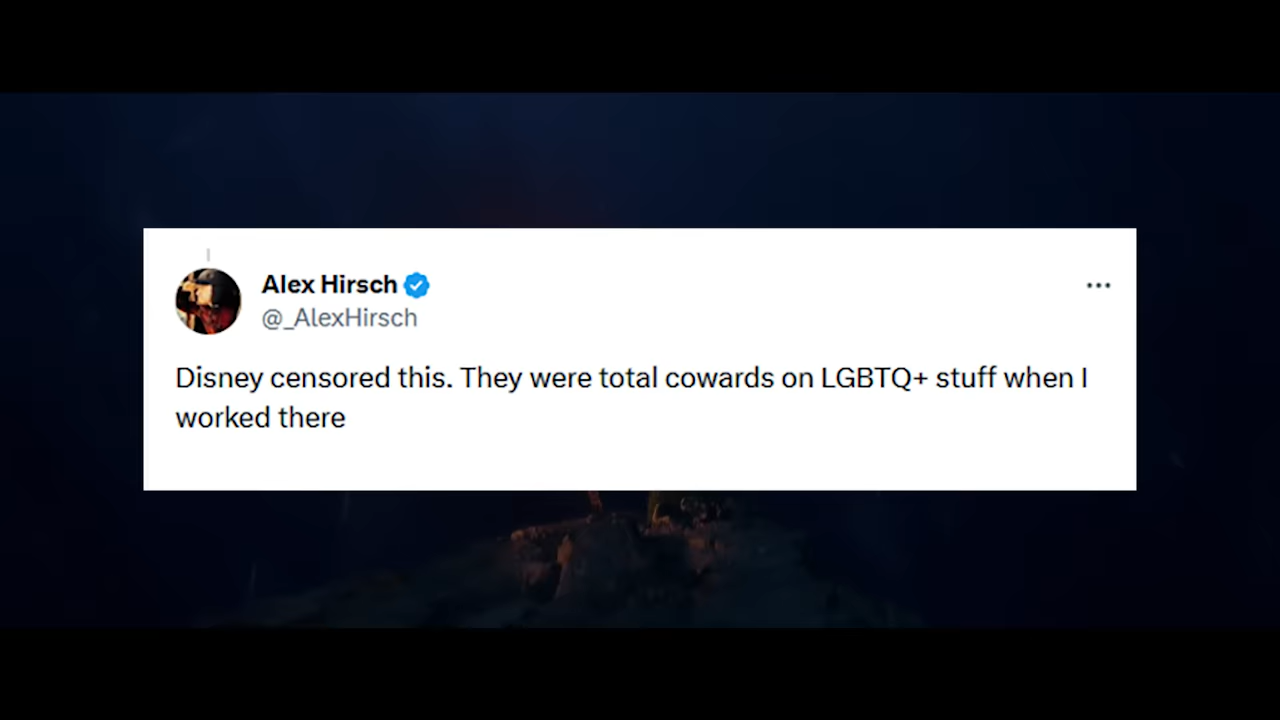 Alex Hirsch
@_AlexHirsch
Disney censored this. They were total cowards on LGBTQ+ stuff when I
worked there